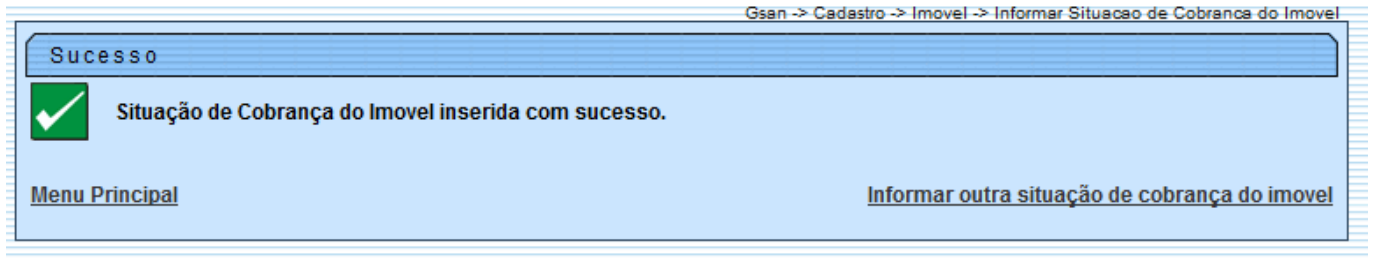 Gsan -> Cadastro -> Imovel -> Informar Situacao de Cobranca do Imovel
Sucesso
Situação de Cobrança do Imovel inserida com sucesso.
Menu Principal Informar outra situação de cobrança do imovel